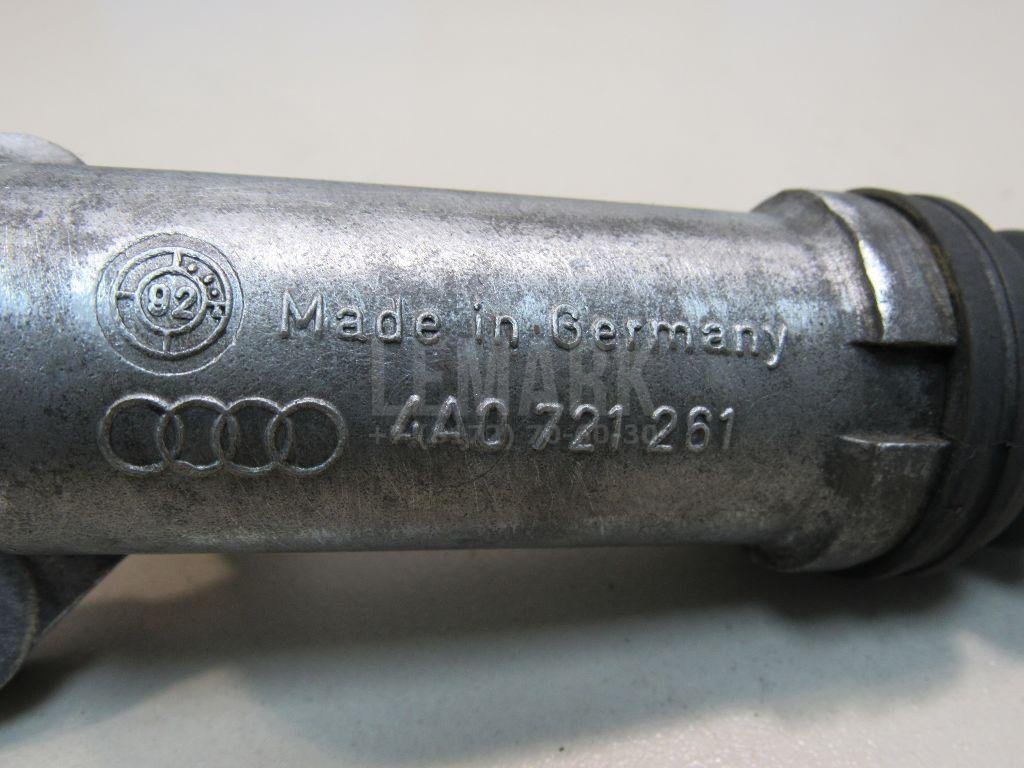 92
Made in Germany
LEMARK
4A0 721 261